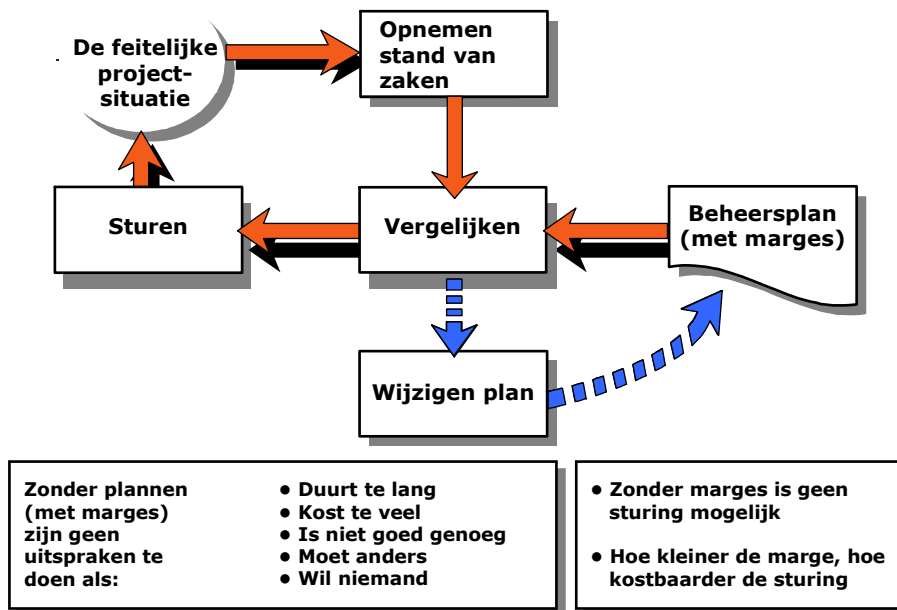 De feitelijke
project-
situatie
Opnemen
stand van
zaken
Sturen
Vergelijken
Beheersplan
(met marges)
Wijzigen plan
Zonder plannen
(met marges)
zijn geen
uitspraken te
doen als:
● Duurt te lang
● Kost te veel
● Is niet goed genoeg
● Moet anders
● Wil niemand
● Zonder marges is geen
sturing mogelijk
● Hoe kleiner de marge, hoe
kostbaarder de sturing